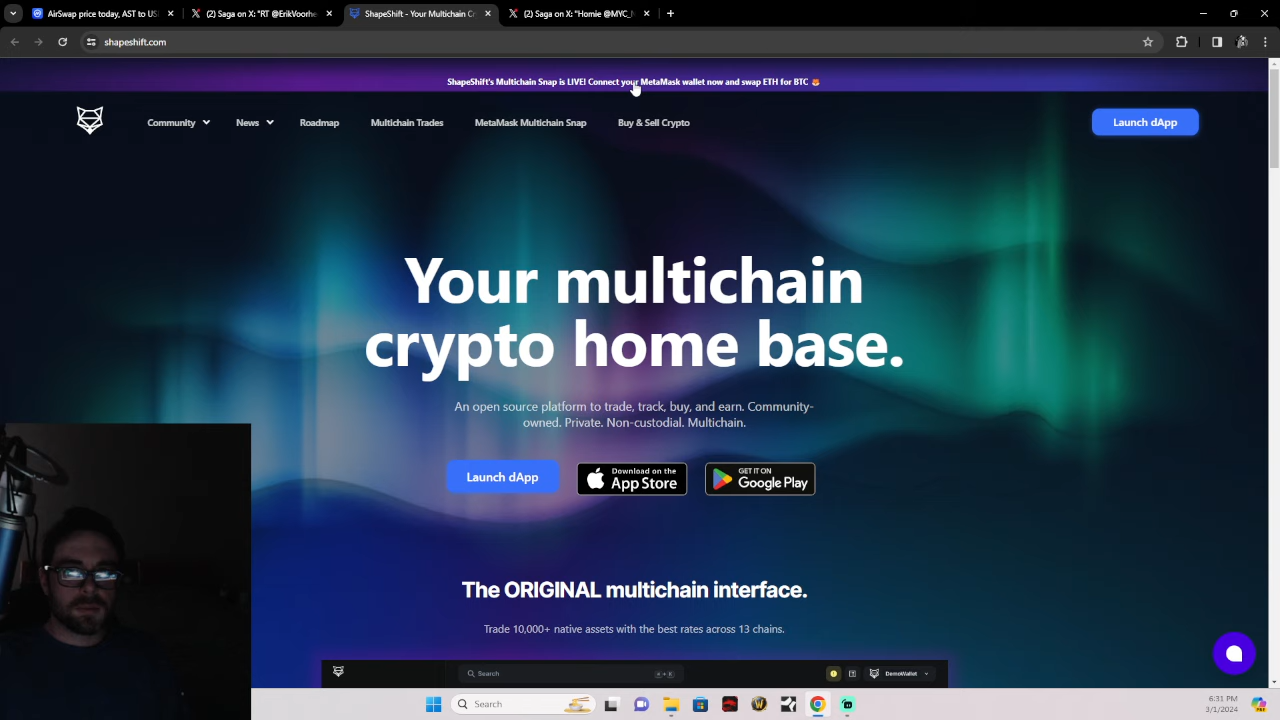 AirSwap price today, AST to US
Saga on X: "RT @ErikVoorhe
ShapeShift - Your Multichain C
Saga on X: "Homie @MYC_
shapeshift.com
ShapeShift's Multichain Snap is LIVE! Connect your MetaMask wallet now and swap ETH for BTC 🦊
Community
News
Roadmap
Multichain Trades
MetaMask Multichain Snap
Buy & Sell Crypto
Launch dApp
Your multichain
crypto home base.
An open source platform to trade, track, buy, and earn. Community-
owned. Private. Non-custodial. Multichain.
Launch dApp
Download on the
App Store
GET IT ON
Google Play
The ORIGINAL multichain interface.
Trade 10,000+ native assets with the best rates across 13 chains.
Search
DemoWallet
Search
6:31 PM
3/1/2024